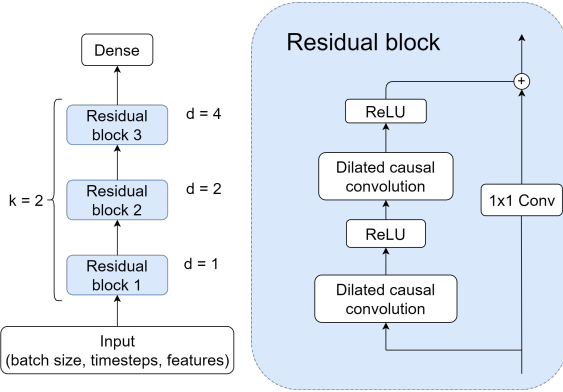 Dense
Residual
block 3
d = 4
Residual
block 2
d = 2
k = 2
Residual
block 1
d = 1
Input
(batch size, timesteps, features)
Residual block
+
ReLU
Dilated causal
convolution
1x1 Conv
ReLU
Dilated causal
convolution